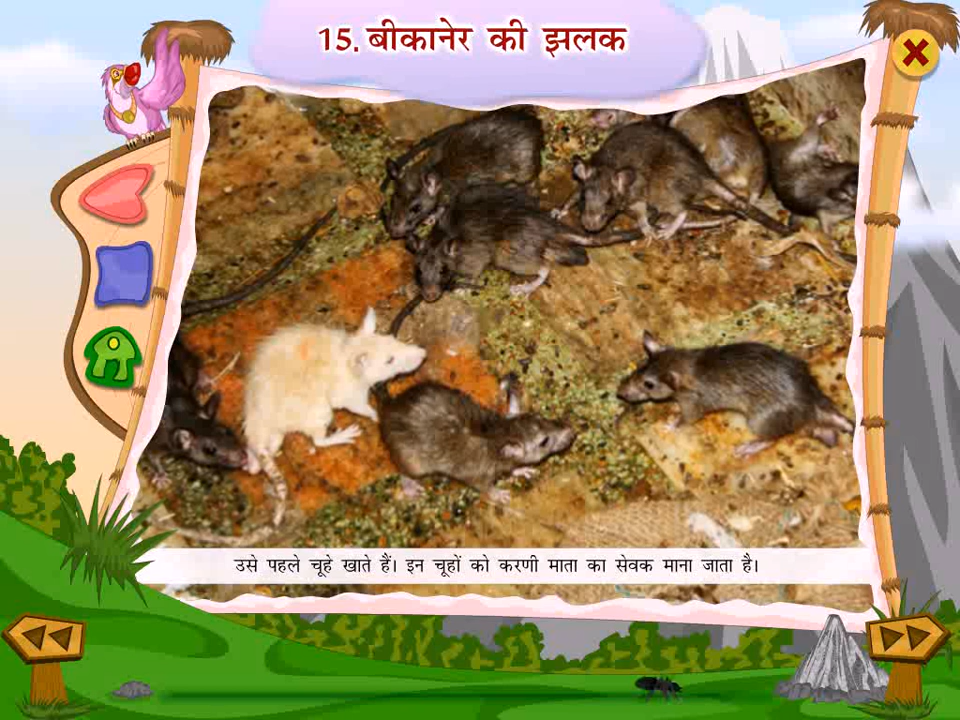 15. बीकानेर की झलक
उसे पहले चूहे खाते हैं। इन चूहों को करणी माता का सेवक माना जाता है।